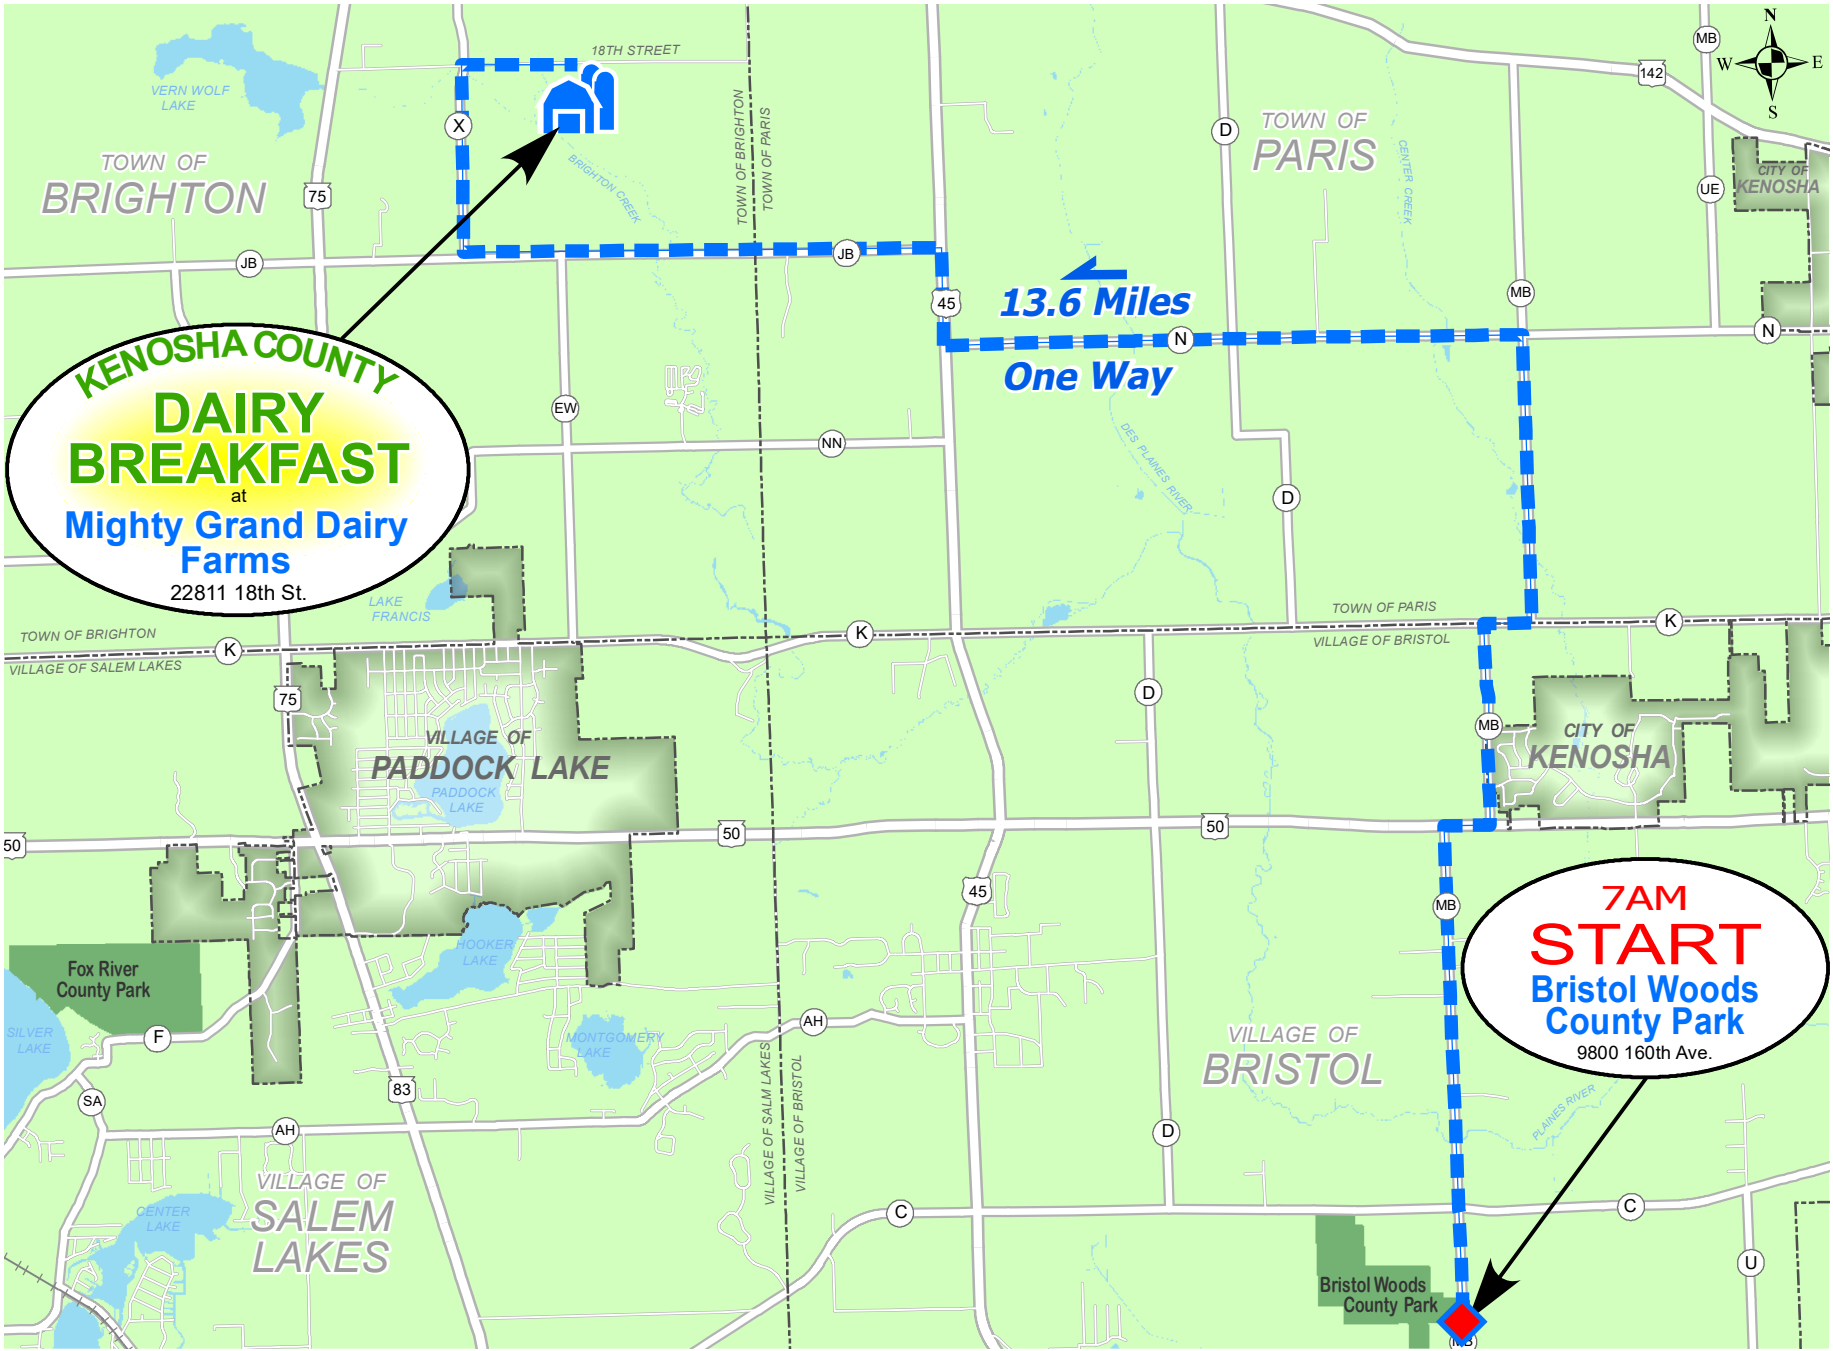 18TH STREET
N
W
E
S
MB
142
VERN WOLF
LAKE
X
TOWN OF BRIGHTON
TOWN OF PARIS
D
TOWN OF
PARIS
CENTER CREEK
TOWN OF
BRIGHTON
75
BRIGHTON CREEK
UE
CITY OF
KENOSHA
JB
JB
45
13.6 Miles
One Way
MB
N
N
KENOSHA COUNTY
DAIRY
BREAKFAST
at
Mighty Grand Dairy
Farms
22811 18th St.
EW
NN
DES PLAINES RIVER
D
LAKE
FRANCIS
TOWN OF BRIGHTON
VILLAGE OF SALEM LAKES
K
K
TOWN OF PARIS
VILLAGE OF BRISTOL
K
75
D
MB
CITY OF
KENOSHA
VILLAGE OF
PADDOCK LAKE
PADDOCK
LAKE
50
50
50
45
MB
7AM
START
Bristol Woods
County Park
9800 160th Ave.
HOOKER
LAKE
Fox River
County Park
SILVER
LAKE
F
AH
MONTGOMERY
LAKE
VILLAGE OF
BRISTOL
VILLAGE OF SALM LAKES
VILLAGE OF BRISTOL
83
SA
AH
D
PLAINES RIVER
VILLAGE OF
SALEM
LAKES
CENTER
LAKE
C
C
U
Bristol Woods
County Park
MB